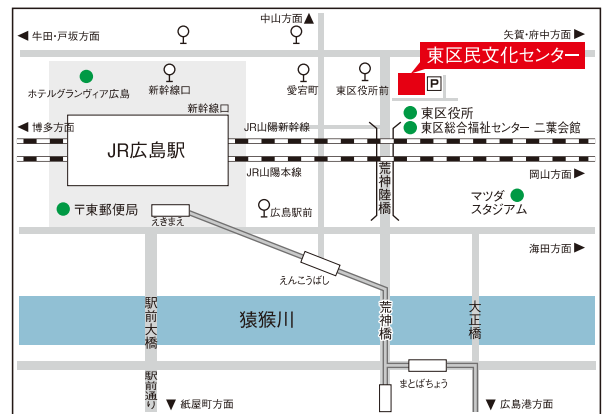 中山方面
牛田・戸坂方面
矢賀・府中方面
東区民文化センター
P
ホテルグランヴィア広島
新幹線口
愛宕町
東区役所前
新幹線口
東区役所
東区総合福祉センター 二葉会館
博多方面
JR山陽新幹線
JR広島駅
JR山陽本線
荒神陸橋
岡山方面
マツダ
スタジアム
〒東郵便局
えきまえ
広島駅前
海田方面
えんこうばし
駅前大橋
猿猴川
荒神橋
大正橋
まとばちょう
駅前通り
紙屋町方面
広島港方面